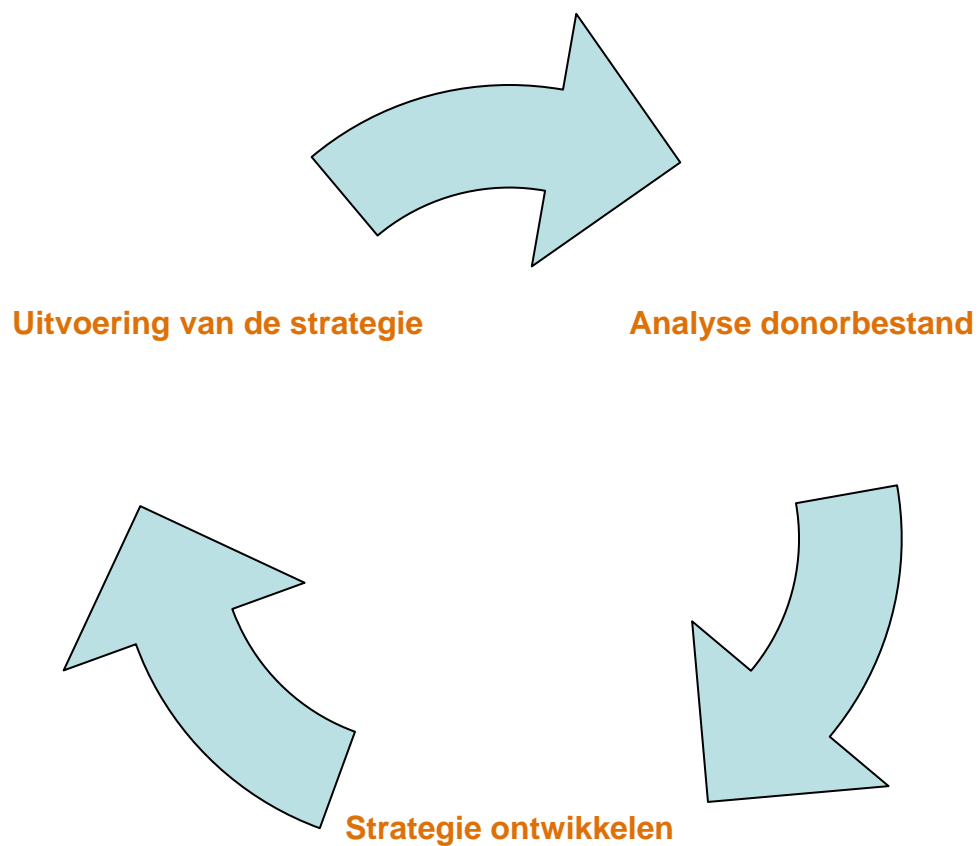 Uitvoering van de strategie
Analyse donorbestand
Strategie ontwikkelen